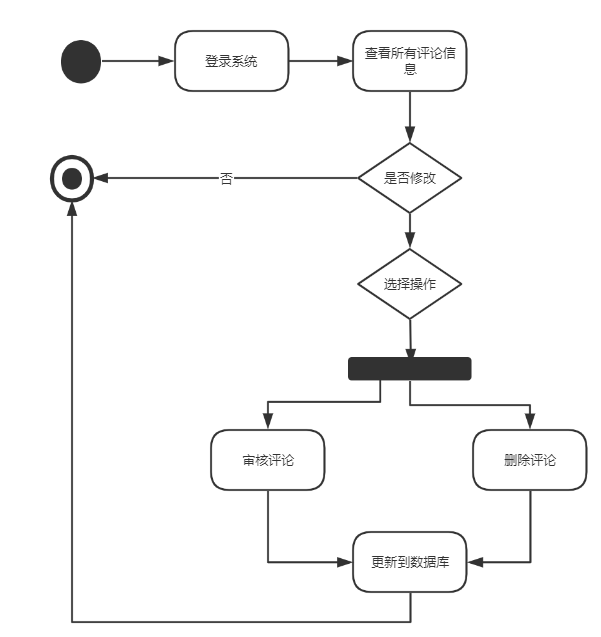 登录系统
查看所有评论信
息
是否修改
否
选择操作
审核评论
删除评论
更新到数据库